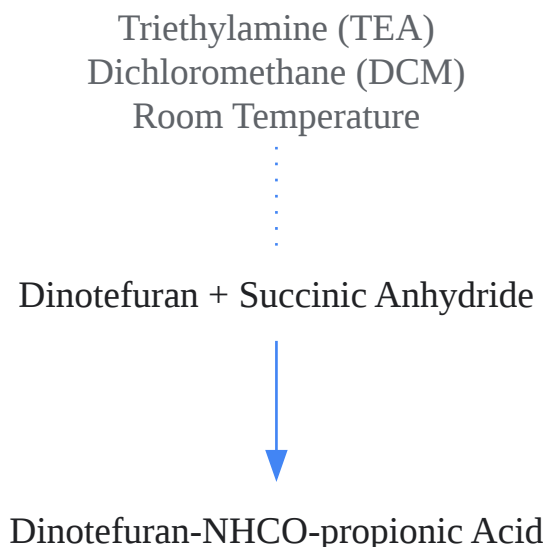 Triethylamine (TEA)
Dichloromethane (DCM)
Room Temperature
Dinotefuran + Succinic Anhydride
Dinotefuran-NHCO-propionic Acid